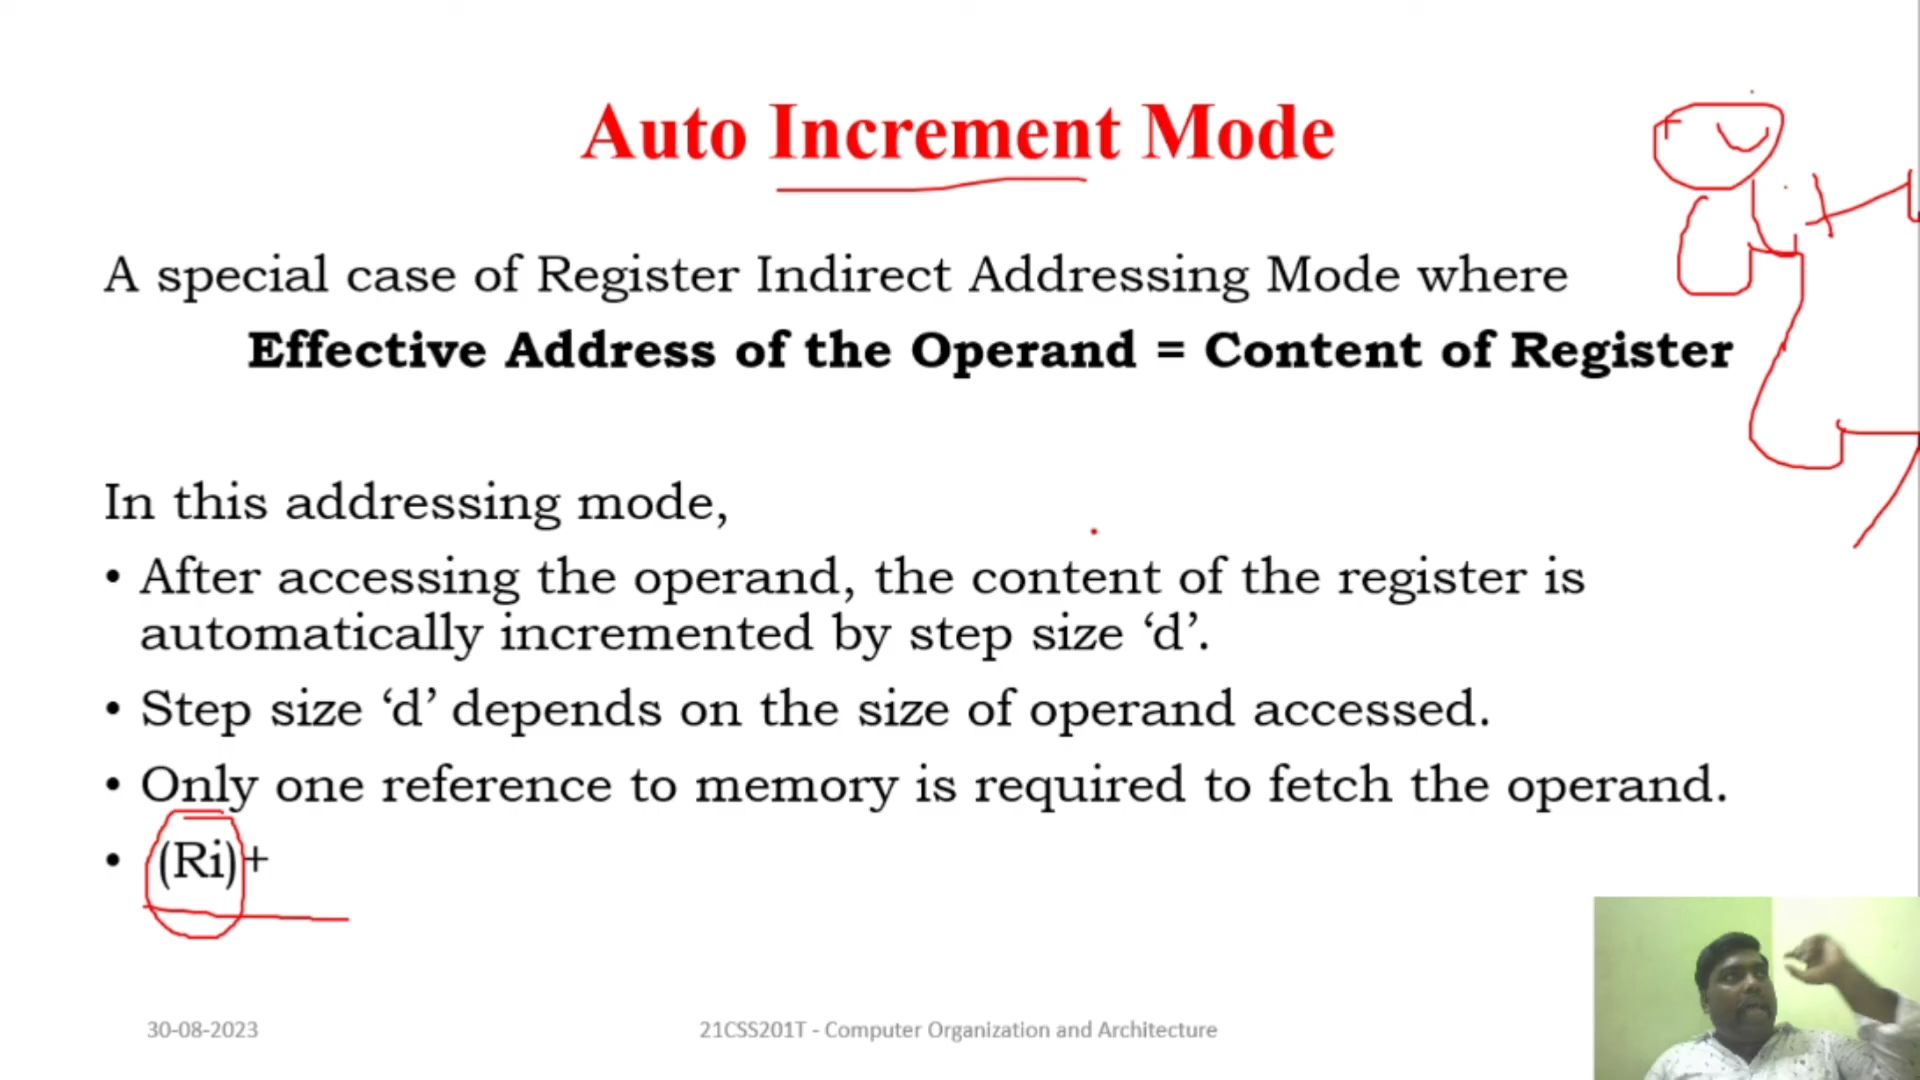 Auto Increment Mode
A special case of Register Indirect Addressing Mode where
Effective Address of the Operand = Content of Register
In this addressing mode,
• After accessing the operand, the content of the register is
automatically incremented by step size ‘d’.
• Step size ‘d’ depends on the size of operand accessed.
• Only one reference to memory is required to fetch the operand.
• (Ri)+
30-08-2023
21CSS201T - Computer Organization and Architecture